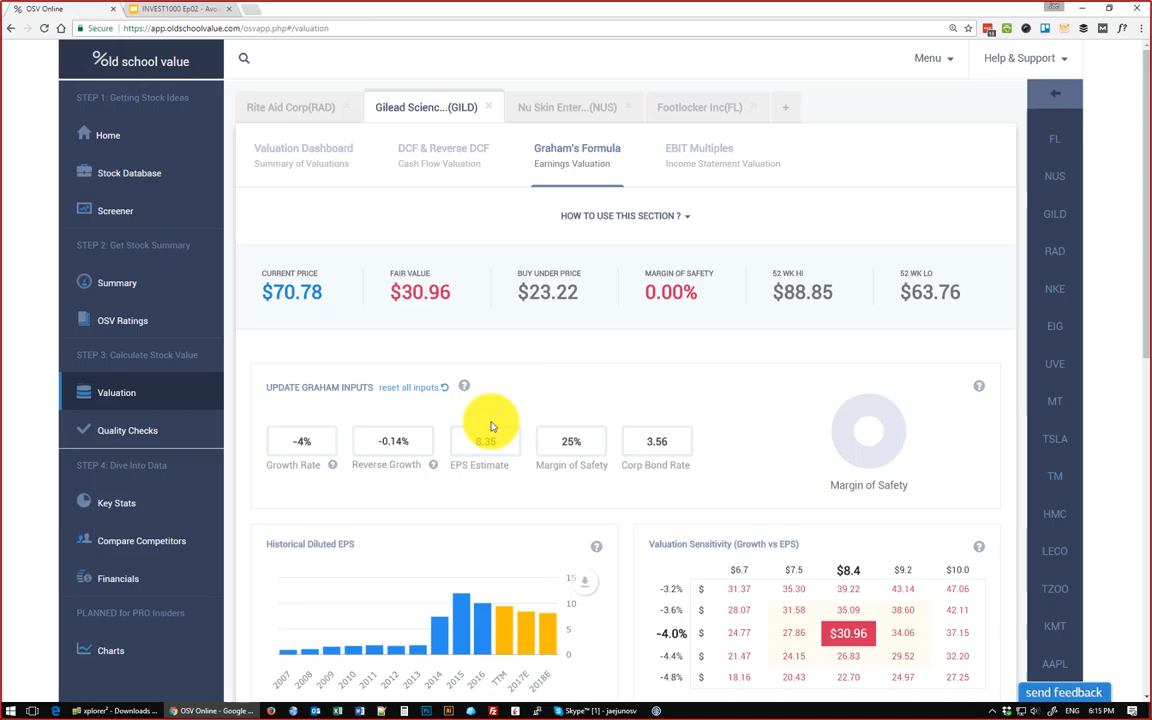 OSV Online
INVEST1000 Ep02 - Avoi
Secure
https://app.oldschoolvalue.com/osvapp.php#/valuation
old school value
Menu
Help & Support
STEP 1: Getting Stock Ideas
Home
Stock Database
Screener
STEP 2: Get Stock Summary
Summary
OSV Ratings
STEP 3: Calculate Stock Value
Valuation
Quality Checks
STEP 4: Dive Into Data
Key Stats
Compare Competitors
Financials
PLANNED for PRO Insiders
Charts
Rite Aid Corp(RAD)
Gilead Scienc...(GILD)
Nu Skin Enter...(NUS)
Footlocker Inc(FL)
+
Valuation Dashboard
Summary of Valuations
DCF & Reverse DCF
Cash Flow Valuation
Graham's Formula
Earnings Valuation
EBIT Multiples
Income Statement Valuation
HOW TO USE THIS SECTION ?
CURRENT PRICE
$70.78
FAIR VALUE
$30.96
BUY UNDER PRICE
$23.22
MARGIN OF SAFETY
0.00%
52 WK HI
$88.85
52 WK LO
$63.76
UPDATE GRAHAM INPUTS reset all inputs
-4%
Growth Rate
-0.14%
Reverse Growth
8.35
EPS Estimate
25%
Margin of Safety
3.56
Corp Bond Rate
Margin of Safety
Historical Diluted EPS
15
10
5
0
2007 2008 2009 2010 2011 2012 2013 2014 2015 2016 TTM 2017E 2018E
Valuation Sensitivity (Growth vs EPS)
$6.7 $7.5 $8.4 $9.2 $10.0
-3.2% $ 31.37 35.30 39.22 43.14 47.06
-3.6% $ 28.07 31.58 35.09 38.60 42.11
-4.0% $ 24.77 27.86 $30.96 34.06 37.15
-4.4% $ 21.47 24.15 26.83 29.52 32.20
-4.8% $ 18.16 20.43 22.70 24.97 27.25
FL
NUS
GILD
RAD
NKE
EIG
UVE
MT
TSLA
TM
HMC
LECO
TZOO
KMT
AAPL
send feedback
xplorer² - Downloads ...
OSV Online - Google ...
Skype™ [1] - jaejunosv
ENG
6:15 PM